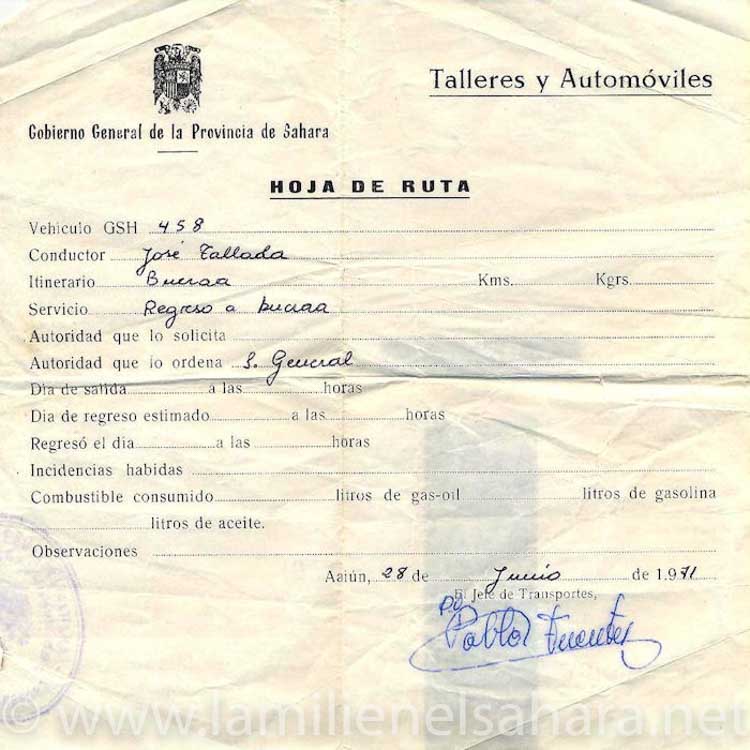 Talleres y Automóviles
Gobierno General de la Provincia de Sahara
HOJA DE RUTA
Vehículo GSH 458
Conductor José Tallada
Itinerario Bucraa Kms. Kgrs.
Servicio Regreso a bucraa
Autoridad que lo solicita
Autoridad que lo ordena S. General
Día de salida a las horas
Día de regreso estimado a las horas
Regresó el día a las horas
Incidencias habidas
Combustible consumido litros de gas-oil litros de gasolina
litros de aceite.
Observaciones
Aaiún, 28 de Junio de 1.971
El Jefe de Transportes,
PO
Pablo Fuentes
© www.lamilienelsahara.net